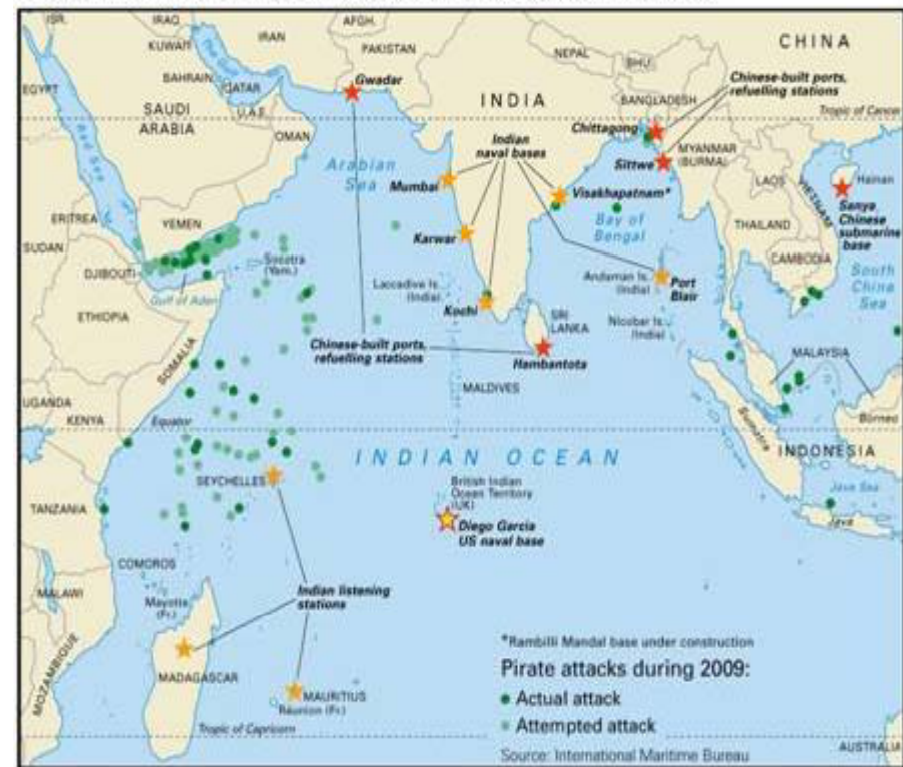 ISR.
IRAQ
KUWAIT
IRAN
AFGH.
PAKISTAN
NEPAL
BHU.
CHINA
EGYPT
BAHRAIN
QATAR
The Gulf
Gwadar
INDIA
BANGLADESH
Chinese-built ports,
refuelling stations
Tropic of Cancer
SAUDI
ARABIA
U.A.E.
OMAN
Red Sea
Arabian
Sea
Indian
naval bases
Chittagong
Sittwe
MYANMAR
(BURMA)
LAOS
VIETNAM
Hainan
Sanya
Chinese
submarine
base
Mumbai
Visakhapatnam*
Bay of
Bengal
THAILAND
CAMBODIA
South
China
Sea
ERITREA
YEMEN
SUDAN
DJIBOUTI
Gulf of Aden
Socotra
(Yem.)
Karwar
Laccadive Is.
(India)
Kochi
Andaman Is.
(India)
Port
Blair
Nicobar Is.
(India)
ETHIOPIA
SOMALIA
Chinese-built ports,
refuelling stations
SRI
LANKA
Hambantota
MALDIVES
MALAYSIA
UGANDA
KENYA
Equator
Sumatra
Borneo
INDONESIA
INDIAN OCEAN
SEYCHELLES
British Indian
Ocean Territory
(UK)
Diego Garcia
US naval base
Java Sea
Java
TANZANIA
COMOROS
Mayotte
(Fr.)
MALAWI
MOZAMBIQUE
Indian listening
stations
MADAGASCAR
MAURITIUS
Réunion (Fr.)
Tropic of Capricorn
*Rambilli Mandal base under construction
Pirate attacks during 2009:
Actual attack
Attempted attack
Source: International Maritime Bureau
AUSTRALIA